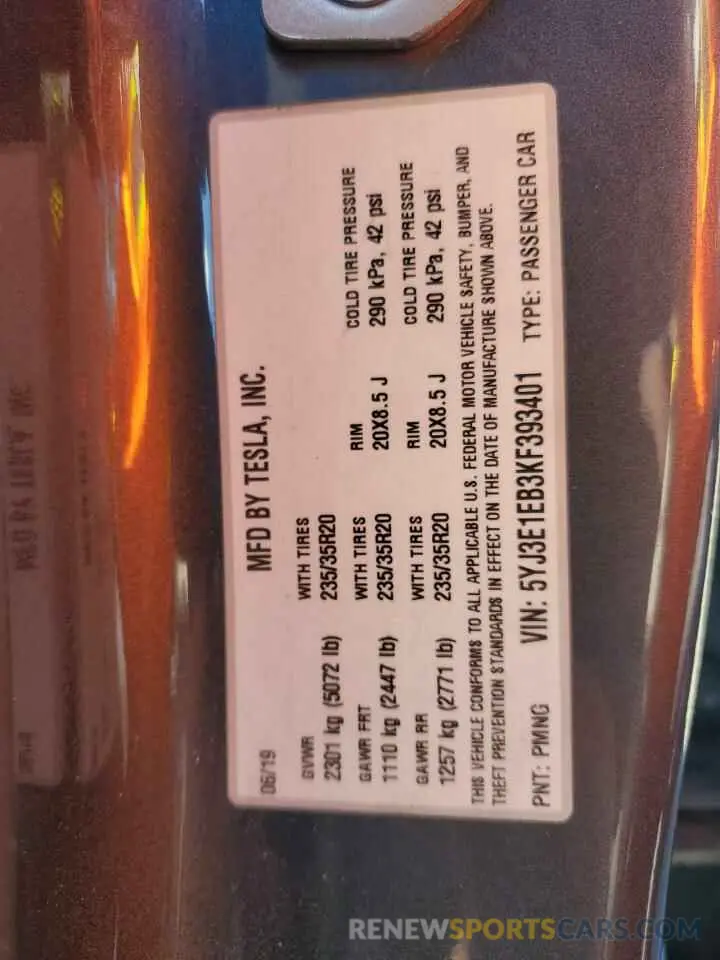 06/19 MFD BY TESLA, INC.
GVWR WITH TIRES
2301 kg (5072 lb) 235/35R20
GAWR FRT WITH TIRES RIM COLD TIRE PRESSURE
1110 kg (2447 lb) 235/35R20 20X8.5 J 290 kPa, 42 psi
GAWR RR WITH TIRES RIM COLD TIRE PRESSURE
1257 kg (2771 lb) 235/35R20 20X8.5 J 290 kPa, 42 psi
THIS VEHICLE CONFORMS TO ALL APPLICABLE U.S. FEDERAL MOTOR VEHICLE SAFETY, BUMPER, AND
THEFT PREVENTION STANDARDS IN EFFECT ON THE DATE OF MANUFACTURE SHOWN ABOVE.
PNT: PMNG VIN: 5YJ3E1EB3KF393401 TYPE: PASSENGER CAR
RENEWSPORTSCARS.COM